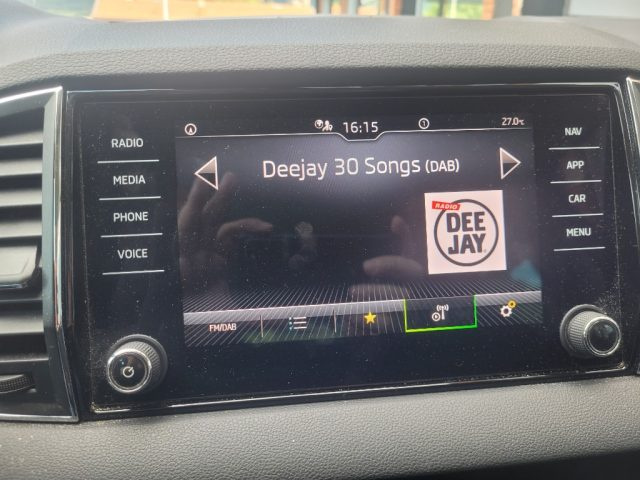 RADIO
MEDIA
PHONE
VOICE
16:15
27.0°C
Deejay 30 Songs (DAB)
RADIO
DEE
JAY
FM/DAB
NAV
APP
CAR
MENU